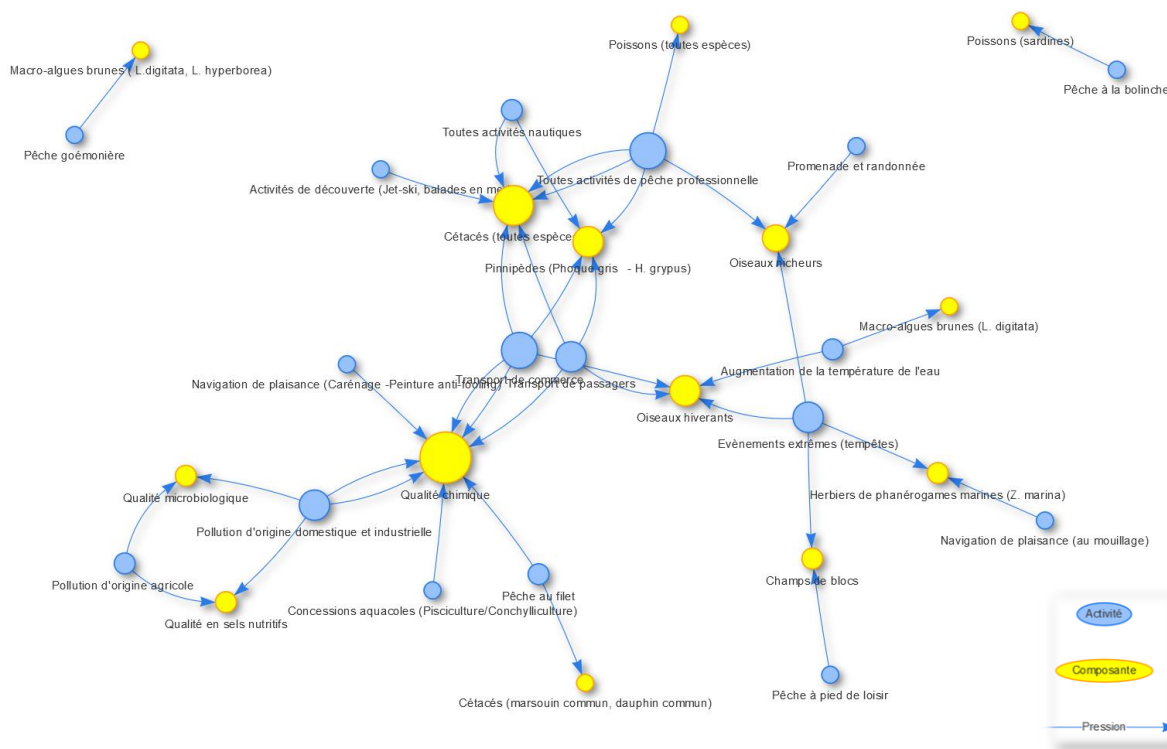 Poissons (toutes espèces)
Poissons (sardines)
Macro-algues brunes ( L.digitata, L. hyperborea)
Pêche à la bolinche
Toutes activités nautiques
Pêche goémonière
Promenade et randonnée
Toutes activités de pêche professionnelle
Activités de découverte (Jet-ski, balades en me
Cétacés (toutes espèce
Oiseaux nicheurs
Pinnipèdes (Phoque gris - H. grypus)
Macro-algues brunes (L. digitata)
Augmentation de la température de l'eau
Transport de commerce
Navigation de plaisance (Carénage -Peinture anti-fooling) Transport de passagers
Oiseaux hivernants
Evènements extrêmes (tempêtes)
Qualité chimique
Qualité microbiologique
Herbiers de phanérogames marines (Z. marina)
Pollution d'origine domestique et industrielle
Navigation de plaisance (au mouillage)
Pollution d'origine agricole
Champs de blocs
Pêche au filet
Concessions aquacoles (Pisciculture/Conchylliculture)
Activité
Qualité en sels nutritifs
Composante
Pêche à pied de loisir
Cétacés (marsouin commun, dauphin commun)
Pression